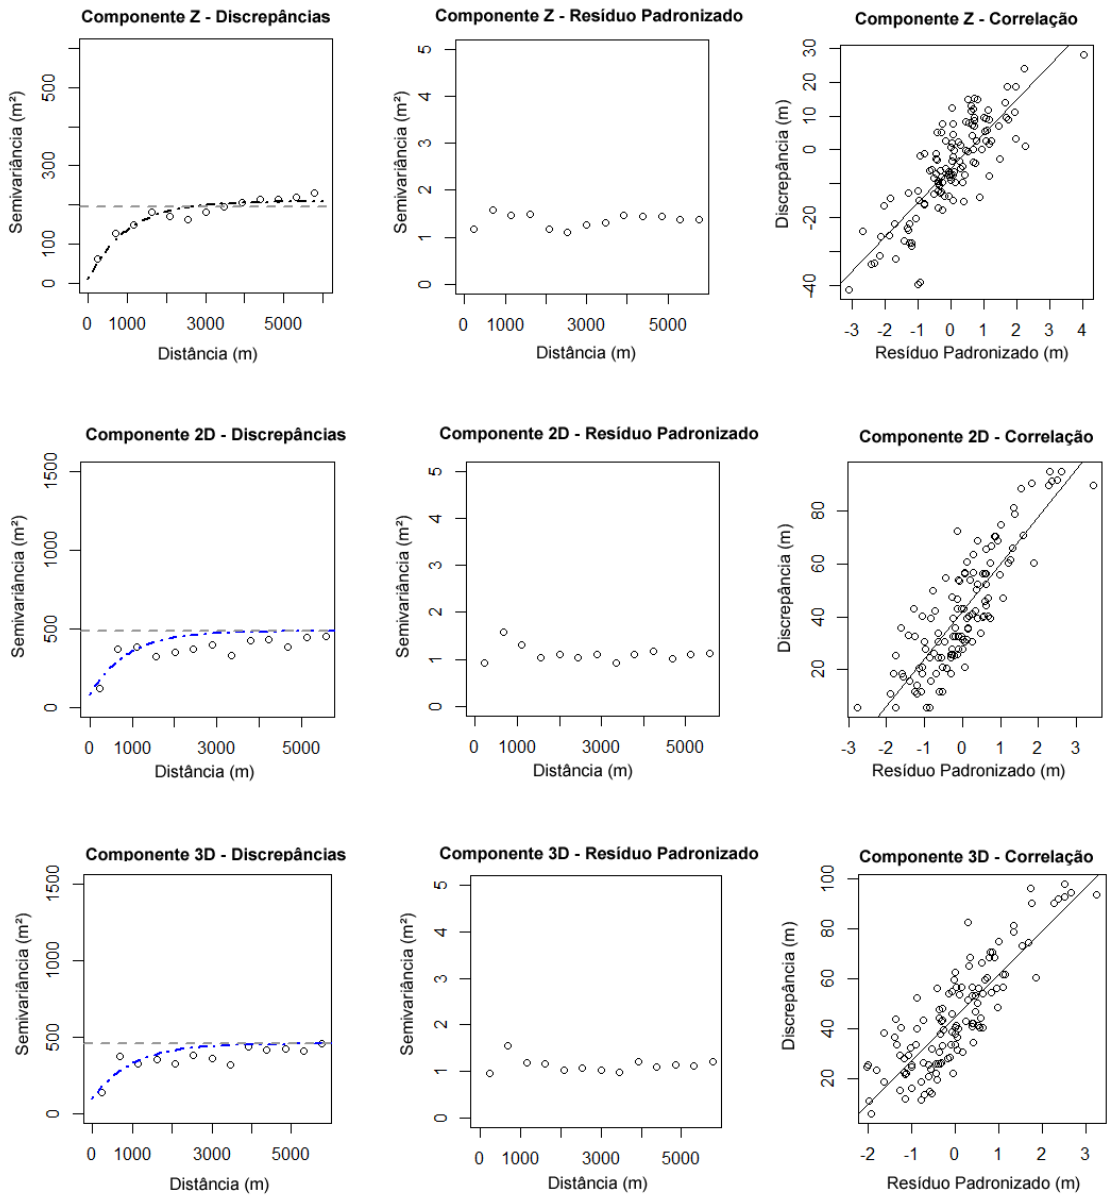 Componente Z - Discrepâncias
Semivariância (m²)
0 100 300 500
0 1000 3000 5000
Distância (m)
Componente Z - Resíduo Padronizado
Semivariância (m²)
0 1 2 3 4 5
0 1000 3000 5000
Distância (m)
Componente Z - Correlação
Discrepância (m)
-40 -20 0 20 30
-3 -2 -1 0 1 2 3 4
Resíduo Padronizado (m)
Componente 2D - Discrepâncias
Semivariância (m²)
0 500 1000 1500
0 1000 3000 5000
Distância (m)
Componente 2D - Resíduo Padronizado
Semivariância (m²)
0 1 2 3 4 5
0 1000 3000 5000
Distância (m)
Componente 2D - Correlação
Discrepância (m)
20 40 60 80
-3 -2 -1 0 1 2 3
Resíduo Padronizado (m)
Componente 3D - Discrepâncias
Semivariância (m²)
0 500 1000 1500
0 1000 3000 5000
Distância (m)
Componente 3D - Resíduo Padronizado
Semivariância (m²)
0 1 2 3 4 5
0 1000 3000 5000
Distância (m)
Componente 3D - Correlação
Discrepância (m)
20 40 60 80 100
-2 -1 0 1 2 3
Resíduo Padronizado (m)